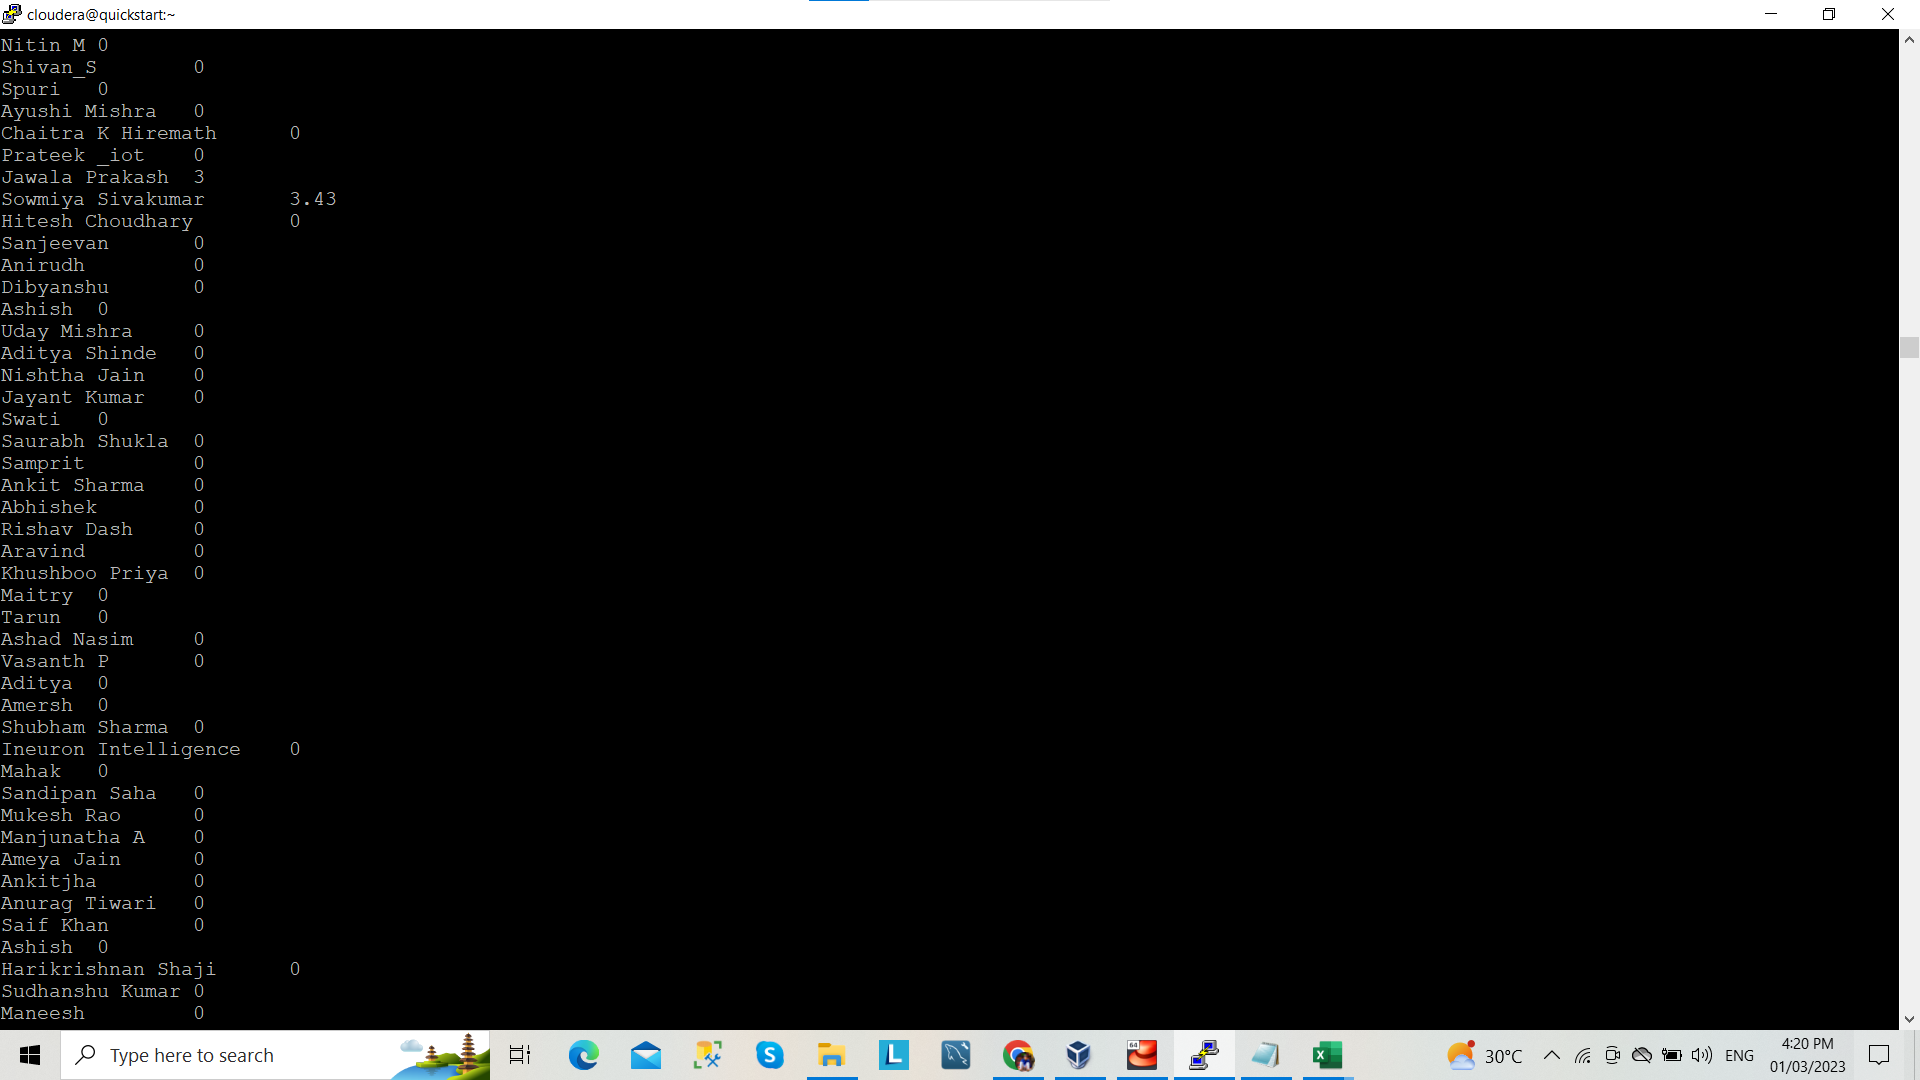 cloudera@quickstart:~
Nitin M 0
Shivan_S 0
Spuri 0
Ayushi Mishra 0
Chaitra K Hiremath 0
Prateek _iot 0
Jawala Prakash 3
Sowmiya Sivakumar 3.43
Hitesh Choudhary 0
Sanjeevan 0
Anirudh 0
Dibyanshu 0
Ashish 0
Uday Mishra 0
Aditya Shinde 0
Nishtha Jain 0
Jayant Kumar 0
Swati 0
Saurabh Shukla 0
Samprit 0
Ankit Sharma 0
Abhishek 0
Rishav Dash 0
Aravind 0
Khushboo Priya 0
Maitry 0
Tarun 0
Ashad Nasim 0
Vasanth P 0
Aditya 0
Amersh 0
Shubham Sharma 0
Ineuron Intelligence 0
Mahak 0
Sandipan Saha 0
Mukesh Rao 0
Manjunatha A 0
Ameya Jain 0
Ankitjha 0
Anurag Tiwari 0
Saif Khan 0
Ashish 0
Harikrishnan Shaji 0
Sudhanshu Kumar 0
Maneesh 0
Type here to search
L
64
30°C
ENG
4:20 PM
01/03/2023